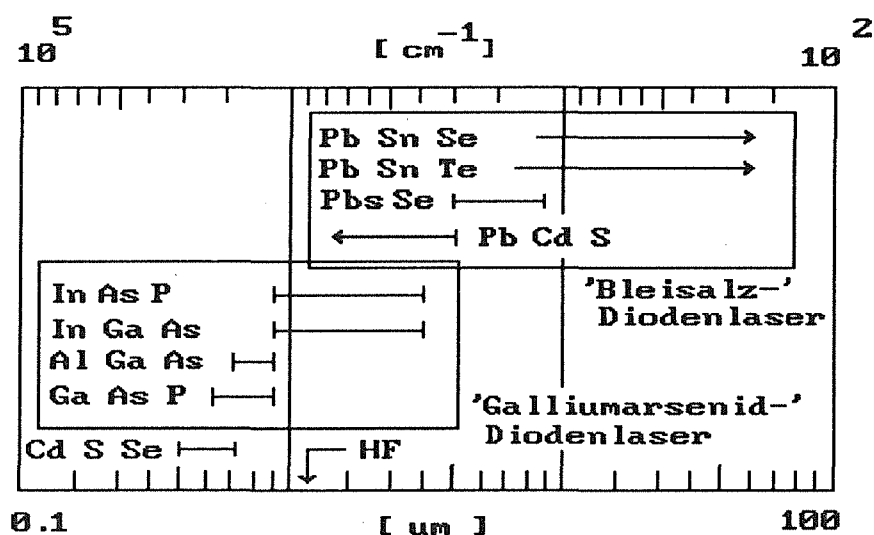 10^5 [ cm^-1 ] 10^2
Pb Sn Se
Pb Sn Te
Pbs Se
Pb Cd S
'Bleisalz-'
Diodenlaser
In As P
In Ga As
Al Ga As
Ga As P
'Galliumarsenid-'
Diodenlaser
Cd S Se
HF
0.1 [ um ] 100